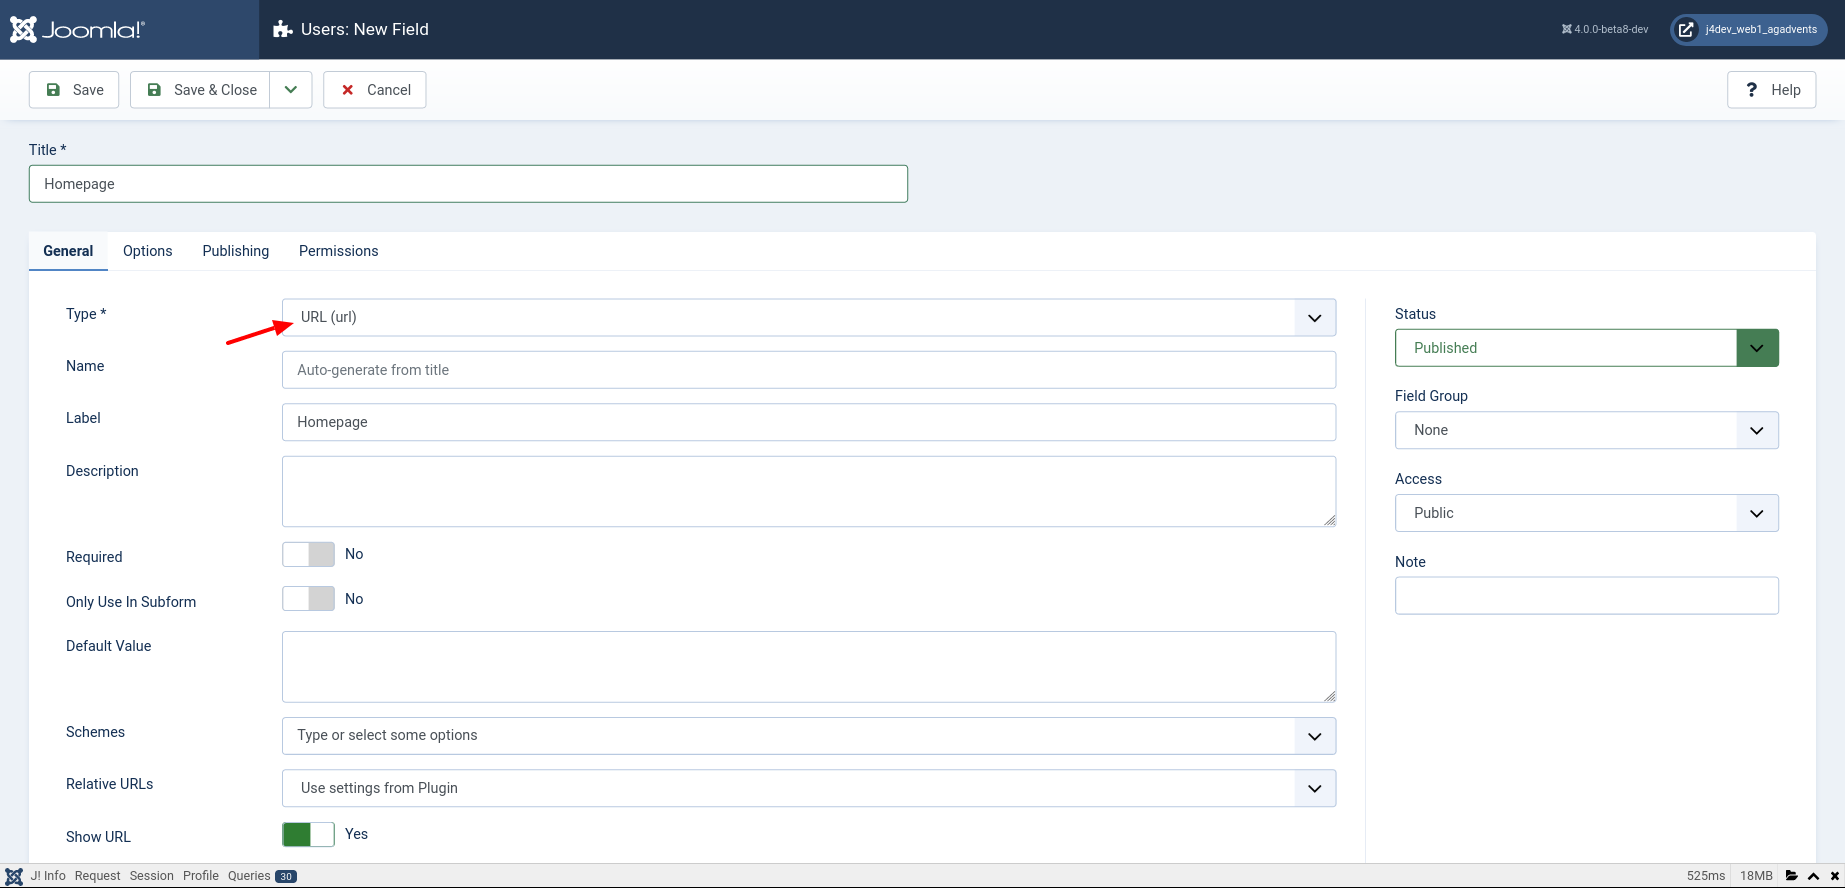 Joomla!® Users: New Field 4.0.0-beta8-dev j4dev_web1_agadvents
Save Save & Close Cancel ? Help
Title *
Homepage
General Options Publishing Permissions
Type * URL (url)
Name Auto-generate from title
Label Homepage
Description
Required No
Only Use In Subform No
Default Value
Schemes Type or select some options
Relative URLs Use settings from Plugin
Show URL Yes
Status
Published
Field Group
None
Access
Public
Note
J! Info Request Session Profile Queries 30 525ms 18MB